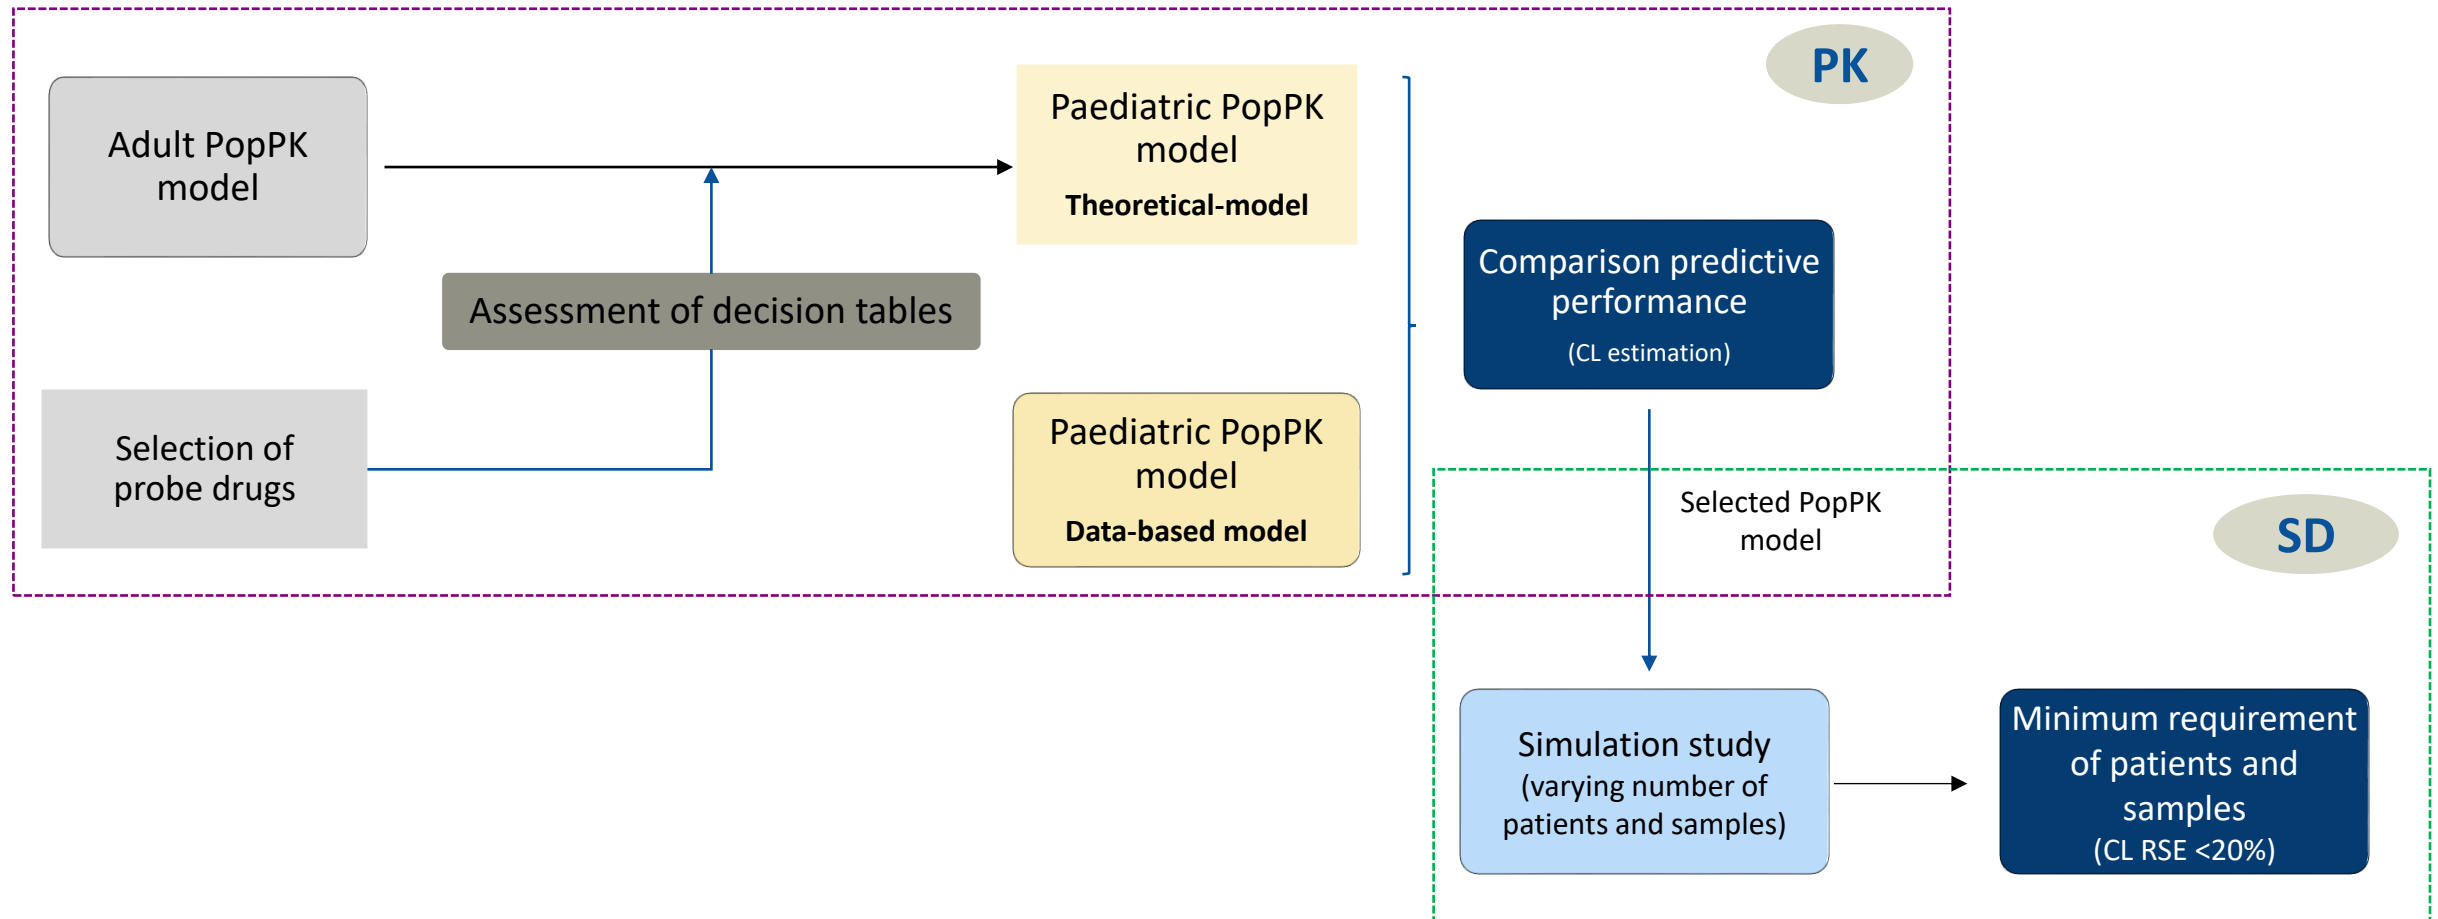 PK
Adult PopPK
model
Paediatric PopPK
model
Theoretical-model
Assessment of decision tables
Comparison predictive
performance
(CL estimation)
Selection of
probe drugs
Paediatric PopPK
model
Data-based model
Selected PopPK
model
SD
Simulation study
(varying number of
patients and samples)
Minimum requirement
of patients and
samples
(CL RSE <20%)